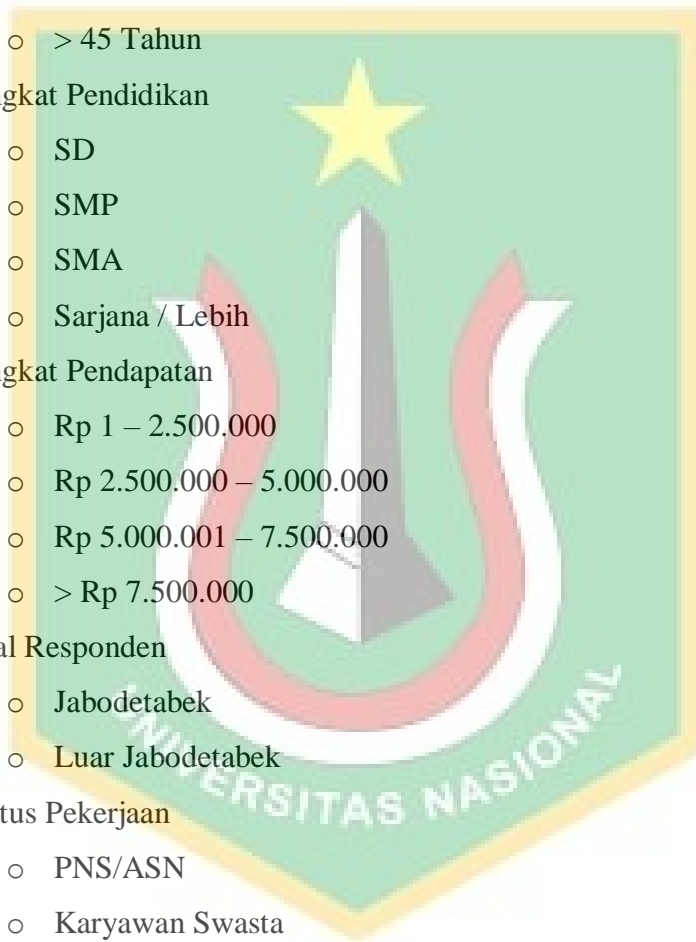 o > 45 Tahun
gkat Pendidikan
o SD
o SMP
o SMA
o Sarjana / Lebih
gkat Pendapatan
o Rp 1 – 2.500.000
o Rp 2.500.000 – 5.000.000
o Rp 5.000.001 – 7.500.000
o > Rp 7.500.000
al Responden
o Jabodetabek
o Luar Jabodetabek
tus Pekerjaan
o PNS/ASN
o Karyawan Swasta
UNIVERSITAS NASIONAL